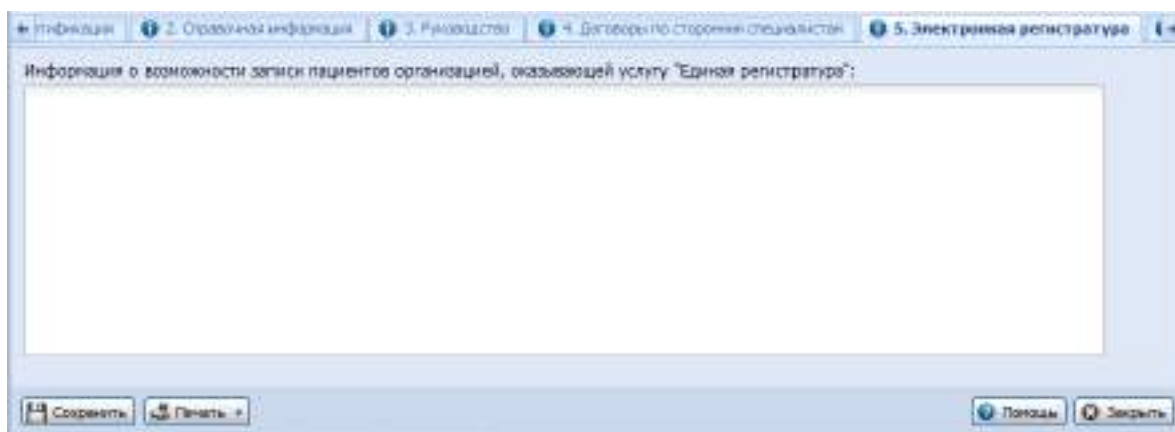 2. Справочная информация 3. Руководство 4. Договоры по сторонним специалистам 5. Электронная регистратура
Информация о возможности записи пациентов организацией, оказывающей услугу "Единая регистратура":
Сохранить Печать Помощь Закрыть